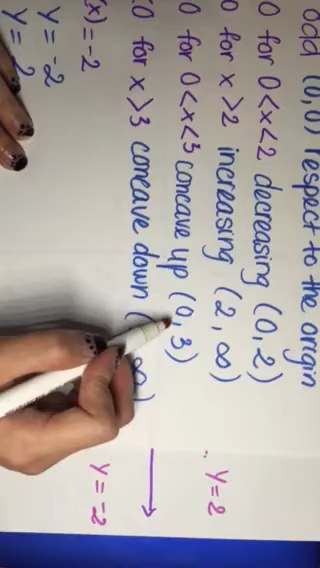 odd (0,0) respect to the origin
0 for 0<x<2 decreasing (0,2)
0 for x>2 increasing (2,∞)
0 for 0<x<3 concave up (0,3)
0 for x>3 concave down ( ∞)
(x)=-2
y=-2
y=2
y=2
y=-2